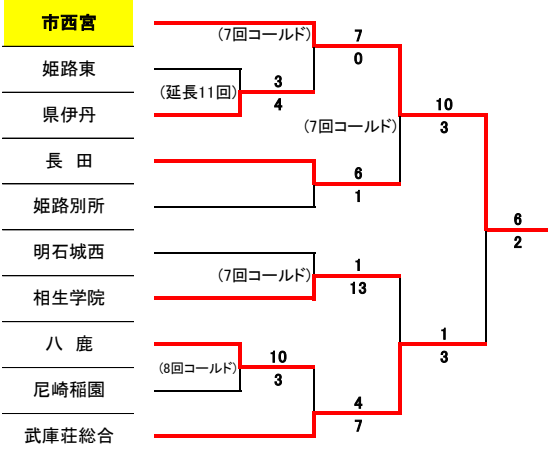 市西宮
(7回コールド)
7
0
姫路東
(延長11回)
3
4
県伊丹
10
3
(7回コールド)
長　田
6
1
姫路別所
6
2
明石城西
(7回コールド)
1
13
相生学院
八　鹿
1
3
(8回コールド)
10
3
尼崎稲園
4
7
武庫荘総合